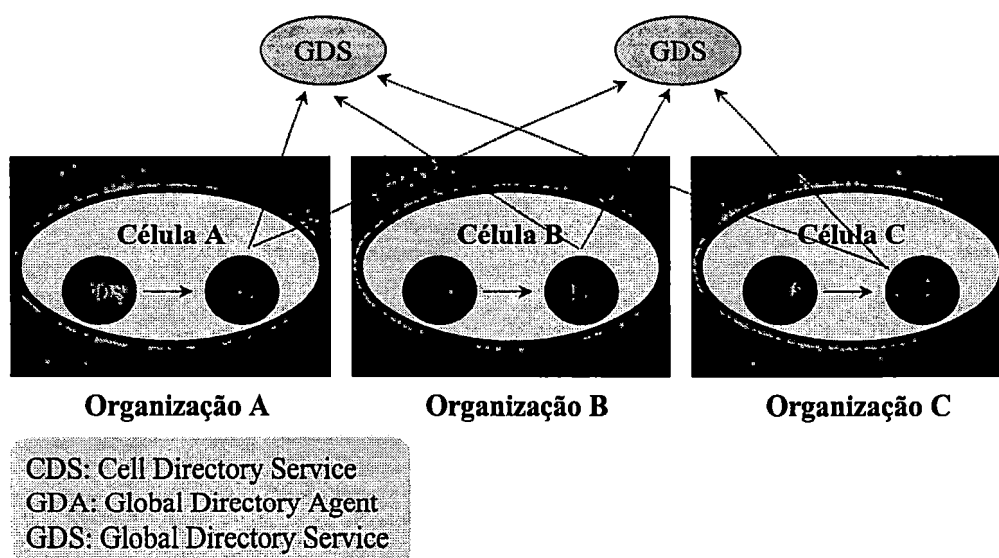 GDS
GDS
Célula A
Célula B
Célula C
Organização A
Organização B
Organização C
CDS: Cell Directory Service
GDA: Global Directory Agent
GDS: Global Directory Service